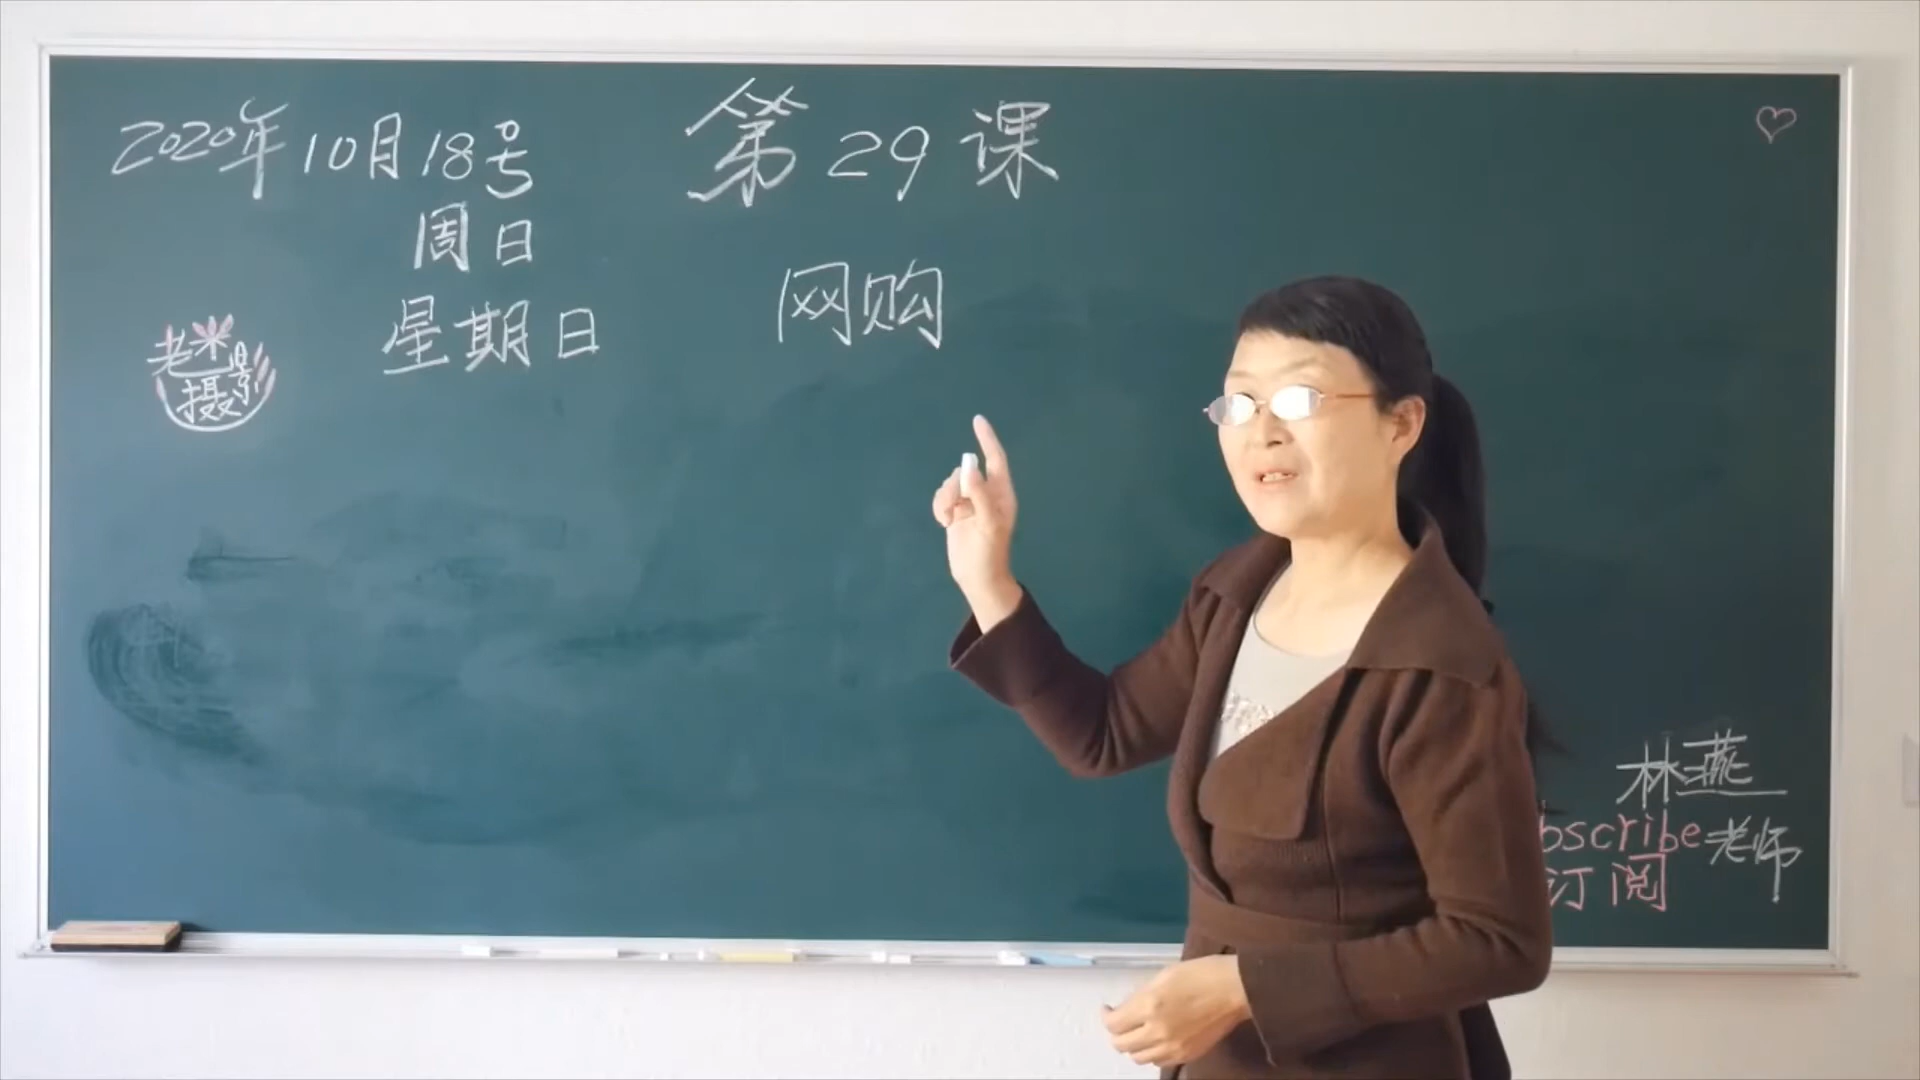 2020年10月18号
第29课
周日
星期日
网购
老米
摄影
林燕
bscribe老师
订阅